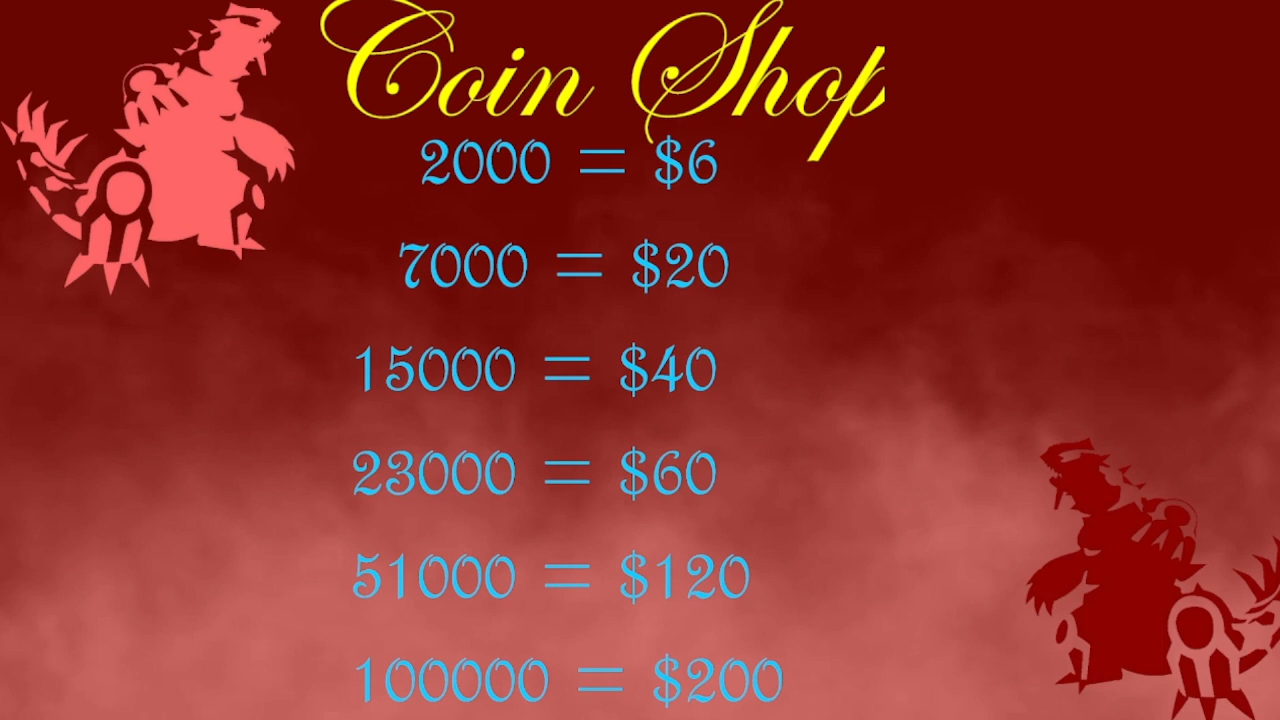 Coin Shop
2000 = $6
7000 = $20
15000 = $40
23000 = $60
51000 = $120
100000 = $200